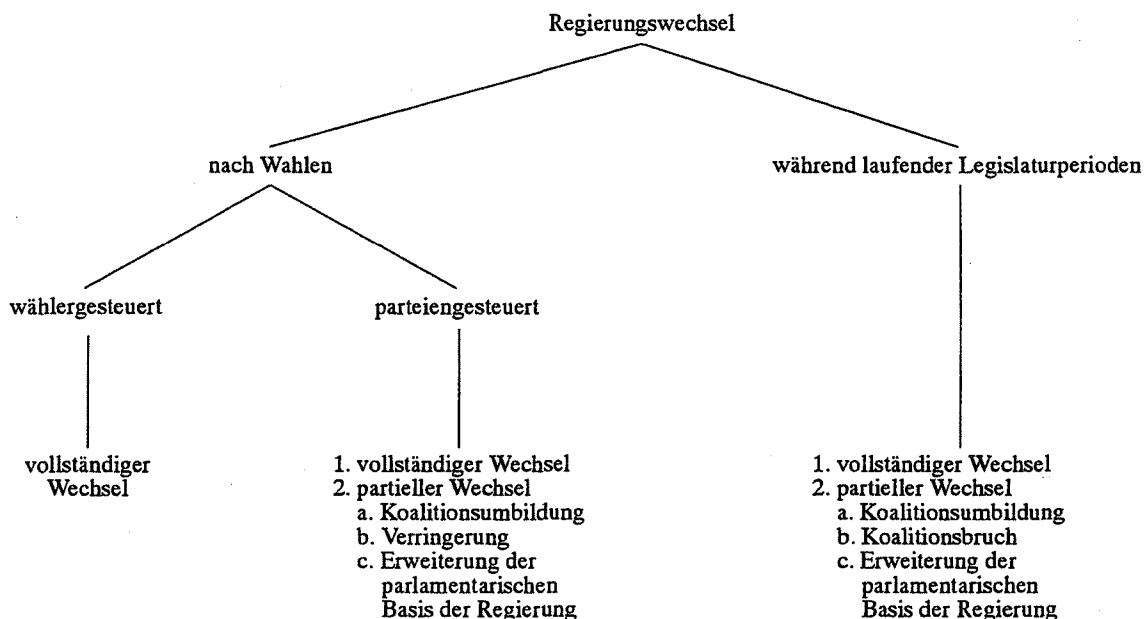 Regierungswechsel
nach Wahlen
während laufender Legislaturperioden
wählergesteuert
parteiengesteuert
vollständiger
Wechsel
1. vollständiger Wechsel
2. partieller Wechsel
a. Koalitionsumbildung
b. Verringerung
c. Erweiterung der
parlamentarischen
Basis der Regierung
1. vollständiger Wechsel
2. partieller Wechsel
a. Koalitionsumbildung
b. Koalitionsbruch
c. Erweiterung der
parlamentarischen
Basis der Regierung